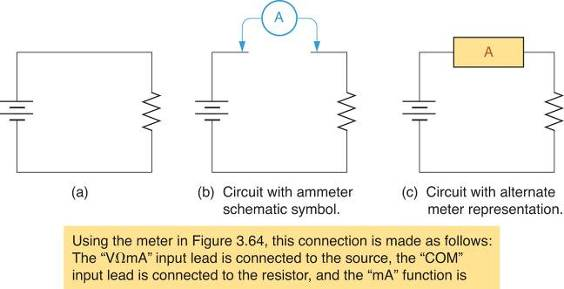 A
A
(a)
(b) Circuit with ammeter
schematic symbol.
(c) Circuit with alternate
meter representation.
Using the meter in Figure 3.64, this connection is made as follows:
The “VΩmA” input lead is connected to the source, the “COM”
input lead is connected to the resistor, and the “mA” function is